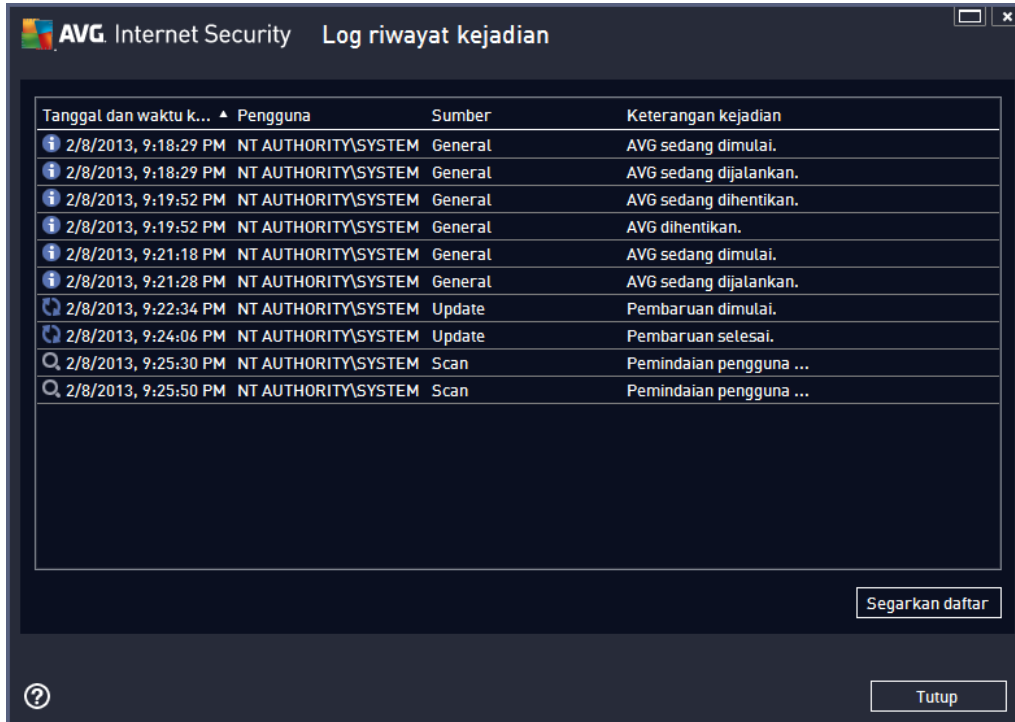 AVG. Internet Security Log riwayat kejadian
Tanggal dan waktu k... Pengguna Sumber Keterangan kejadian
2/8/2013, 9:18:29 PM NT AUTHORITY\SYSTEM General AVG sedang dimulai.
2/8/2013, 9:18:29 PM NT AUTHORITY\SYSTEM General AVG sedang dijalankan.
2/8/2013, 9:19:52 PM NT AUTHORITY\SYSTEM General AVG sedang dihentikan.
2/8/2013, 9:19:52 PM NT AUTHORITY\SYSTEM General AVG dihentikan.
2/8/2013, 9:21:18 PM NT AUTHORITY\SYSTEM General AVG sedang dimulai.
2/8/2013, 9:21:28 PM NT AUTHORITY\SYSTEM General AVG sedang dijalankan.
2/8/2013, 9:22:34 PM NT AUTHORITY\SYSTEM Update Pembaruan dimulai.
2/8/2013, 9:24:06 PM NT AUTHORITY\SYSTEM Update Pembaruan selesai.
2/8/2013, 9:25:30 PM NT AUTHORITY\SYSTEM Scan Pemindaian pengguna ...
2/8/2013, 9:25:50 PM NT AUTHORITY\SYSTEM Scan Pemindaian pengguna ...
Segarkan daftar
Tutup